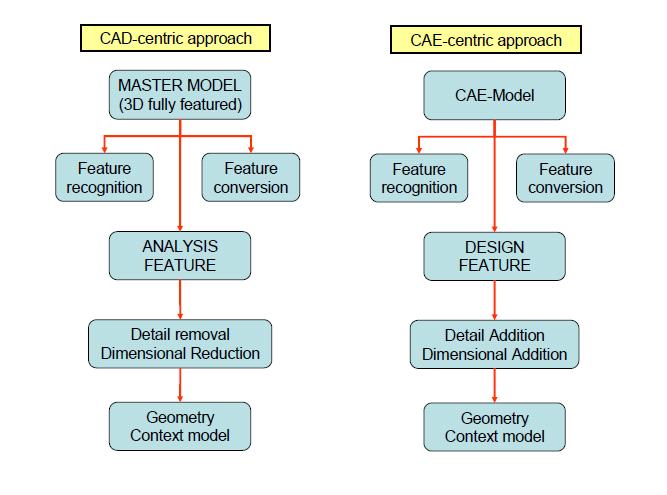 CAD-centric approach
MASTER MODEL
(3D fully featured)
Feature
recognition
Feature
conversion
ANALYSIS
FEATURE
Detail removal
Dimensional Reduction
Geometry
Context model
CAE-centric approach
CAE-Model
Feature
recognition
Feature
conversion
DESIGN
FEATURE
Detail Addition
Dimensional Addition
Geometry
Context model